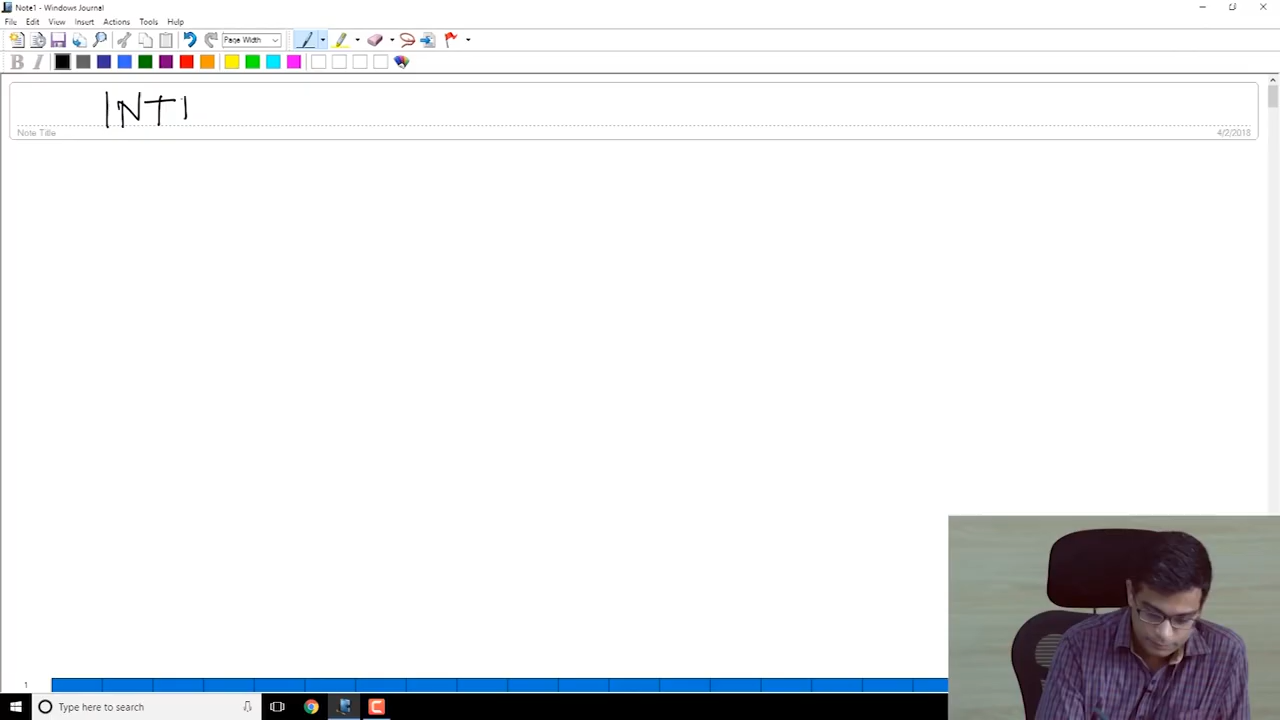 Note1 - Windows Journal
File Edit View Insert Actions Tools Help
Page Width
B I
INTI
Note Title 4/2/2018
1
Type here to search